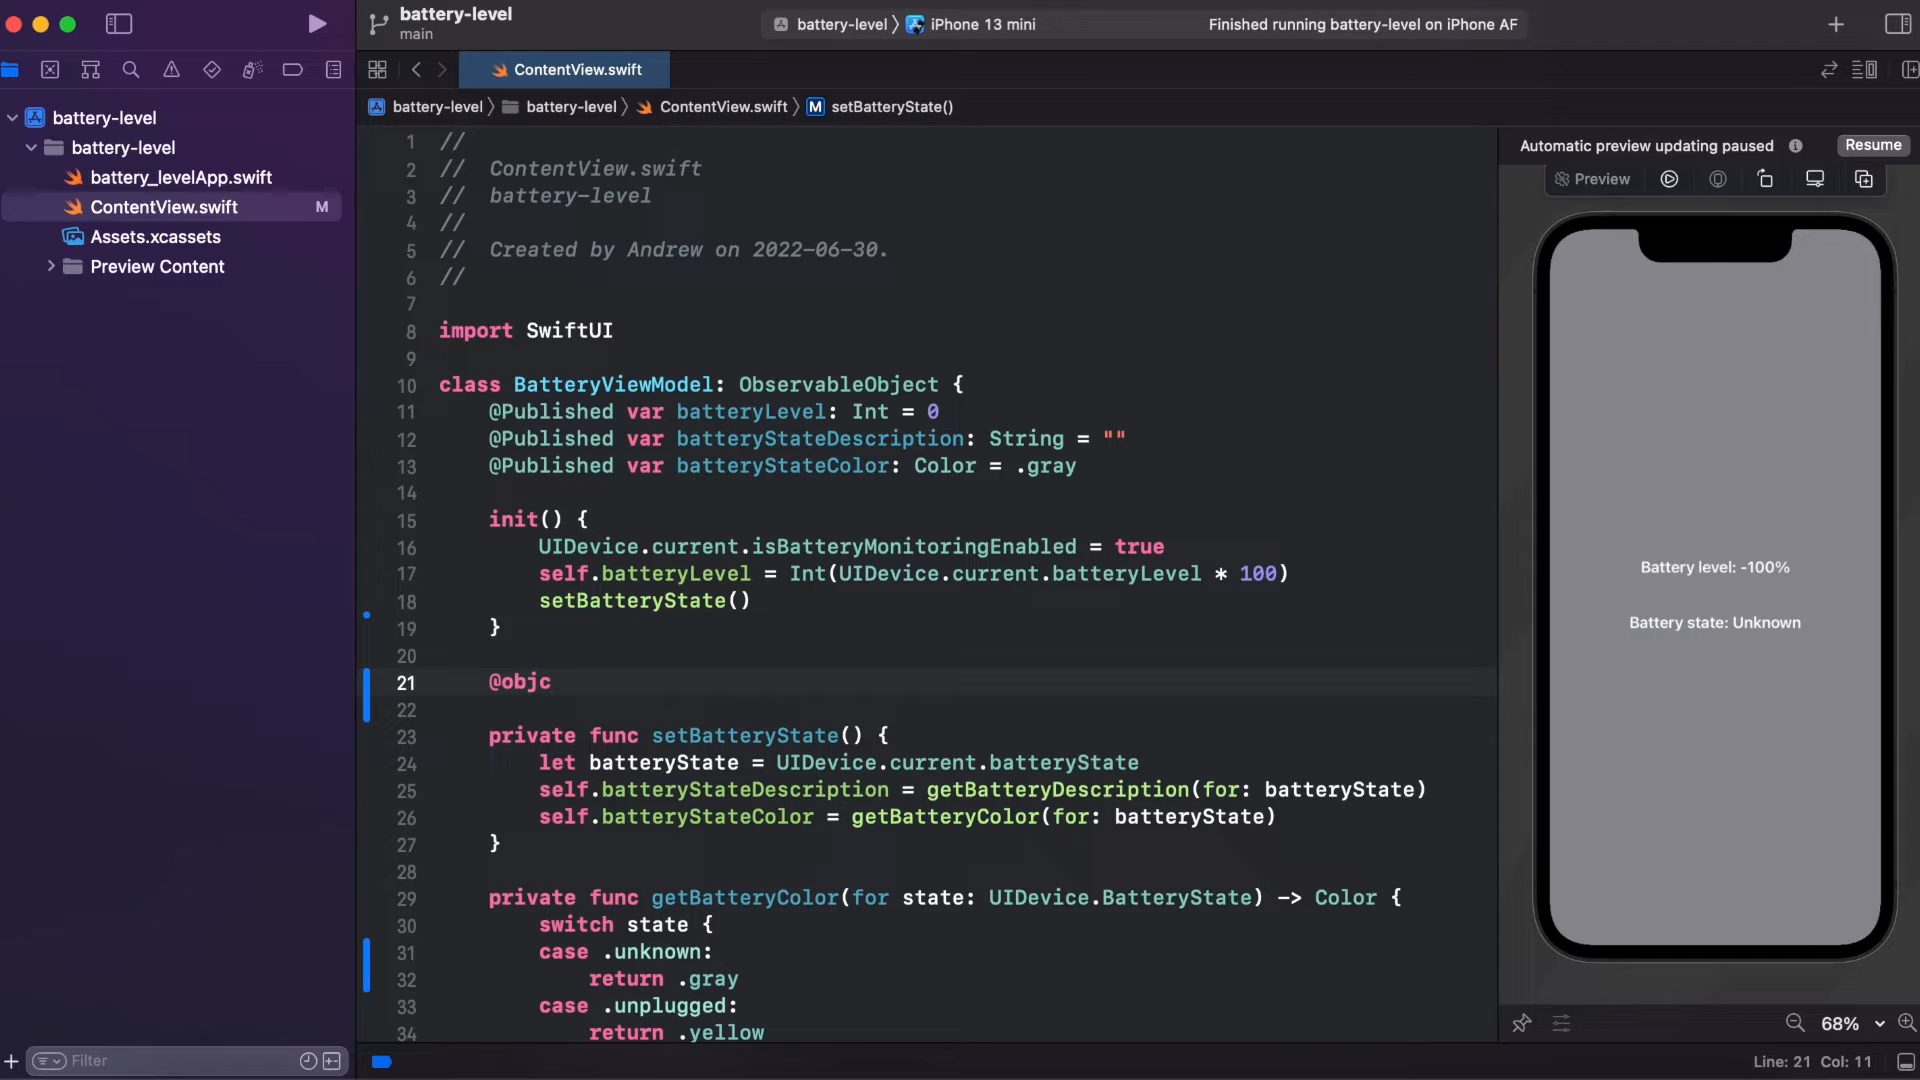 battery-level
main
battery-level
iPhone 13 mini
Finished running battery-level on iPhone AF
ContentView.swift
battery-level
battery-level
ContentView.swift
M
setBatteryState()
battery-level
battery-level
battery_levelApp.swift
ContentView.swift
M
Assets.xcassets
Preview Content
1 //
2 // ContentView.swift
3 // battery-level
4 //
5 // Created by Andrew on 2022-06-30.
6 //
7
8 import SwiftUI
9
10 class BatteryViewModel: ObservableObject {
11 @Published var batteryLevel: Int = 0
12 @Published var batteryStateDescription: String = ""
13 @Published var batteryStateColor: Color = .gray
14
15 init() {
16 UIDevice.current.isBatteryMonitoringEnabled = true
17 self.batteryLevel = Int(UIDevice.current.batteryLevel * 100)
18 setBatteryState()
19 }
20
21 @objc
22
23 private func setBatteryState() {
24 let batteryState = UIDevice.current.batteryState
25 self.batteryStateDescription = getBatteryDescription(for: batteryState)
26 self.batteryStateColor = getBatteryColor(for: batteryState)
27 }
28
29 private func getBatteryColor(for state: UIDevice.BatteryState) -> Color {
30 switch state {
31 case .unknown:
32 return .gray
33 case .unplugged:
34 return .yellow
Automatic preview updating paused
Resume
Preview
Battery level: -100%
Battery state: Unknown
68%
Filter
Line: 21 Col: 11